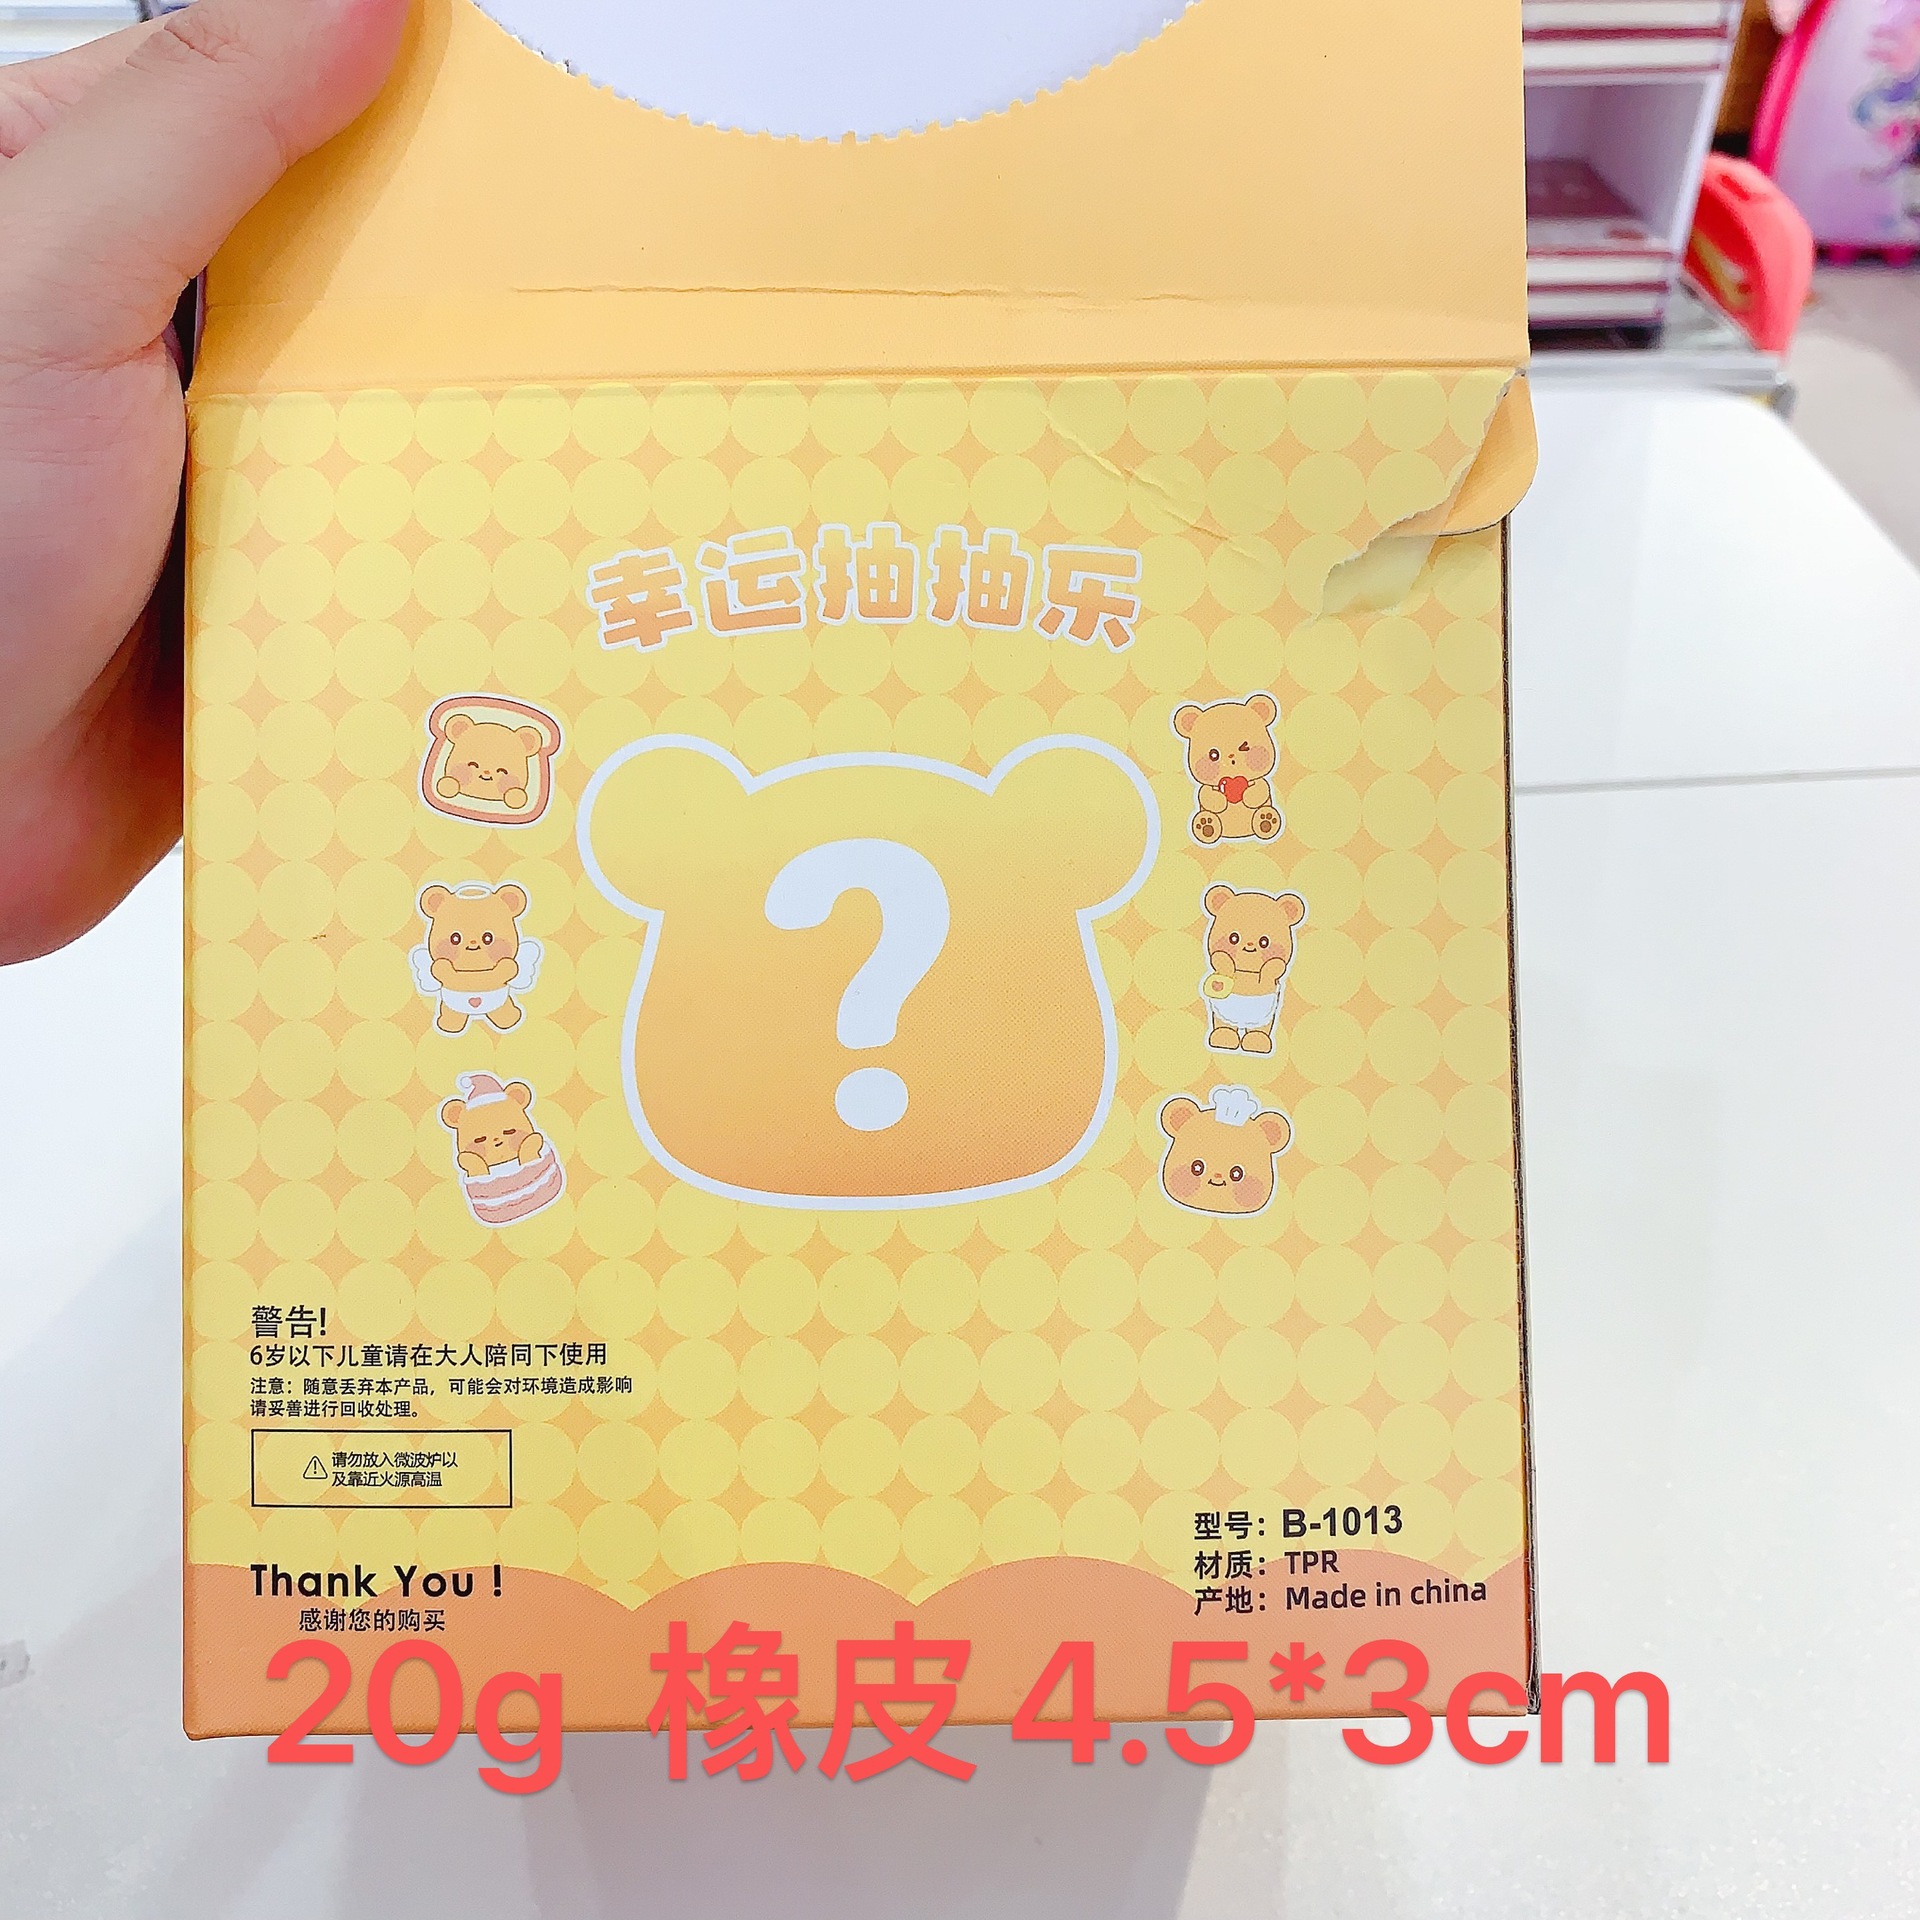 幸运抽抽乐
?
警告!
6岁以下儿童请在大人陪同下使用
注意：随意丢弃本产品，可能会对环境造成影响
请妥善进行回收处理。
请勿放入微波炉以
及靠近火源高温
Thank You !
感谢您的购买
型号：B-1013
材质：TPR
产地：Made in china
20g 橡皮4.5*3cm